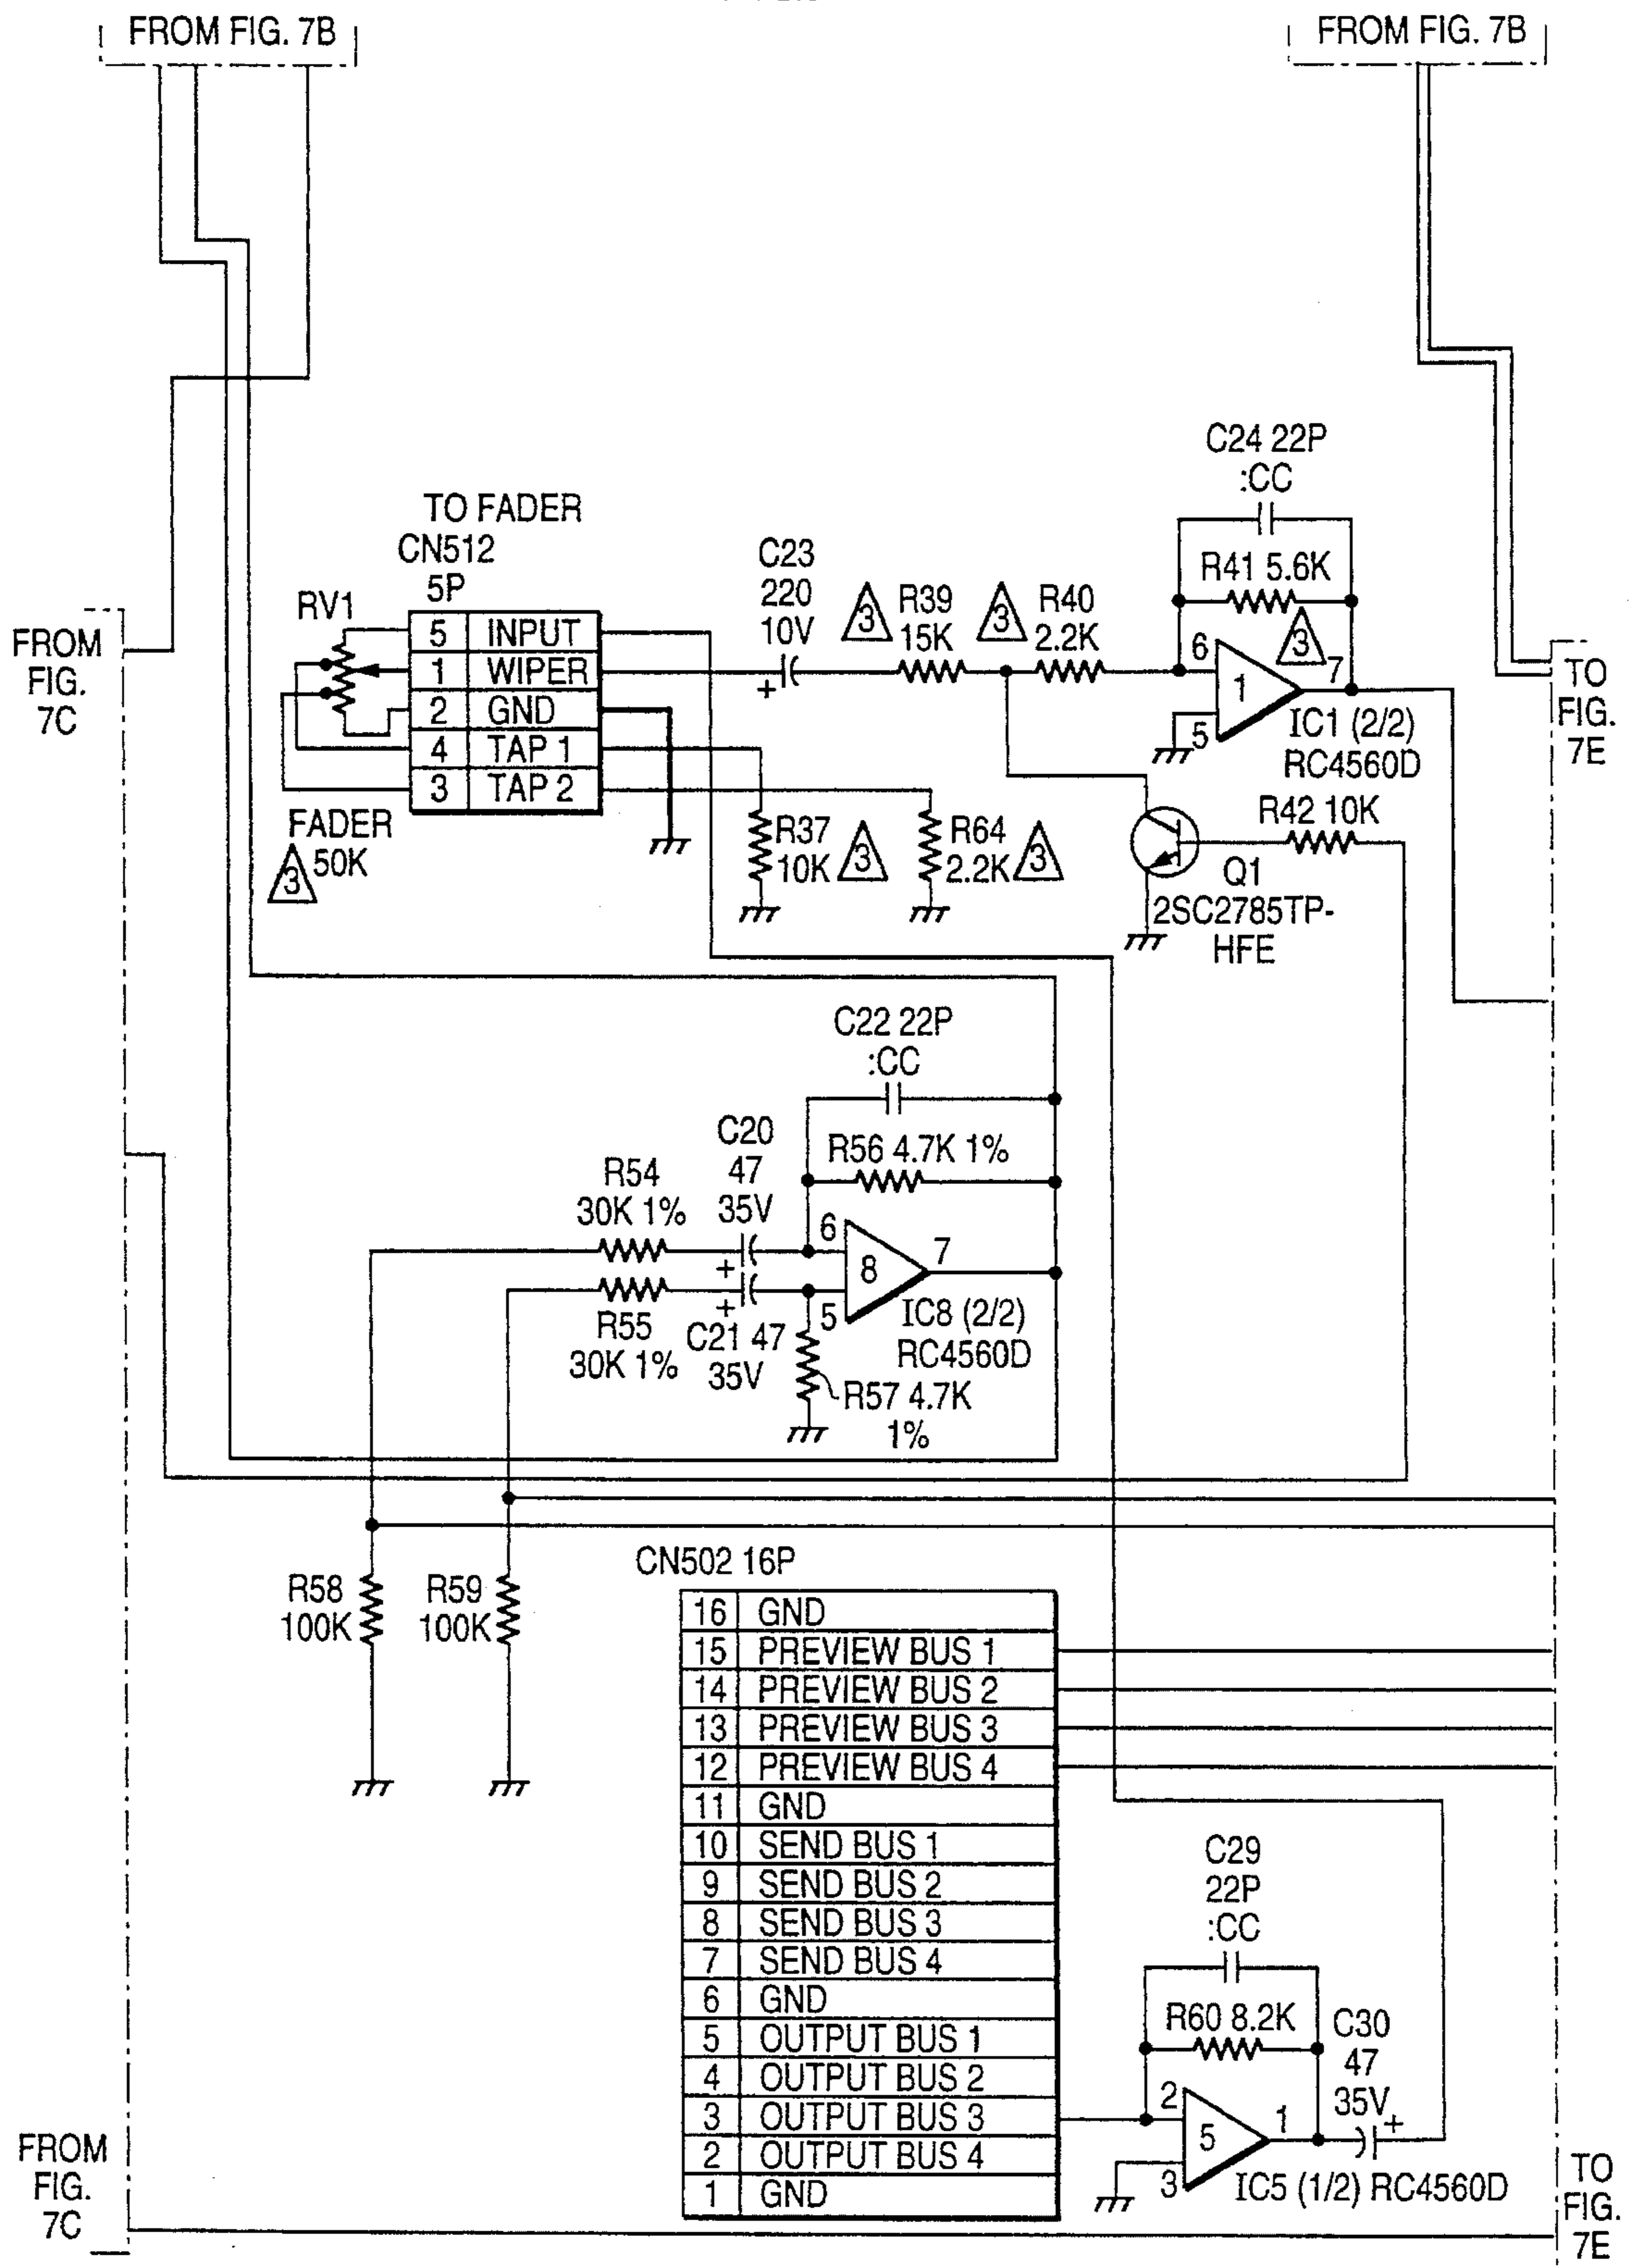 FROM FIG. 7B
FROM FIG. 7B
C24 22P
:CC
R41 5.6K
3
TO FADER
CN512
5P
RV1
5 INPUT
1 WIPER
2 GND
4 TAP 1
3 TAP 2
FADER
50K
3
C23
220
10V
+
3
R39
15K
3
R40
2.2K
6
5
1
7
IC1 (2/2)
RC4560D
FROM
FIG.
7C
TO
FIG.
7E
R37
10K
3
R64
2.2K
3
R42 10K
Q1
2SC2785TP-
HFE
C22 22P
:CC
R56 4.7K 1%
C20
47
35V
+
R54
30K 1%
R55
30K 1%
+
C21 47
35V
6
5
8
7
IC8 (2/2)
RC4560D
R57 4.7K
1%
R58
100K
R59
100K
CN502 16P
16 GND
15 PREVIEW BUS 1
14 PREVIEW BUS 2
13 PREVIEW BUS 3
12 PREVIEW BUS 4
11 GND
10 SEND BUS 1
9 SEND BUS 2
8 SEND BUS 3
7 SEND BUS 4
6 GND
5 OUTPUT BUS 1
4 OUTPUT BUS 2
3 OUTPUT BUS 3
2 OUTPUT BUS 4
1 GND
C29
22P
:CC
R60 8.2K
C30
47
35V
+
2
3
5
1
IC5 (1/2) RC4560D
FROM
FIG.
7C
TO
FIG.
7E